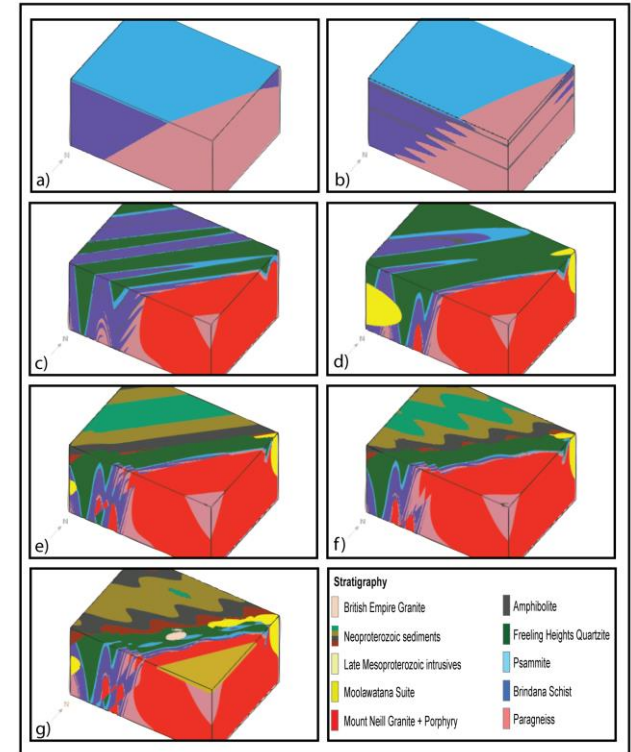 N
a)
N
b)
N
c)
N
d)
N
e)
N
f)
N
g)
Stratigraphy
British Empire Granite
Neoproterozoic sediments
Late Mesoproterozoic intrusives
Moolawatana Suite
Mount Neill Granite + Porphyry
Amphibolite
Freeling Heights Quartzite
Psammite
Brindana Schist
Paragneiss